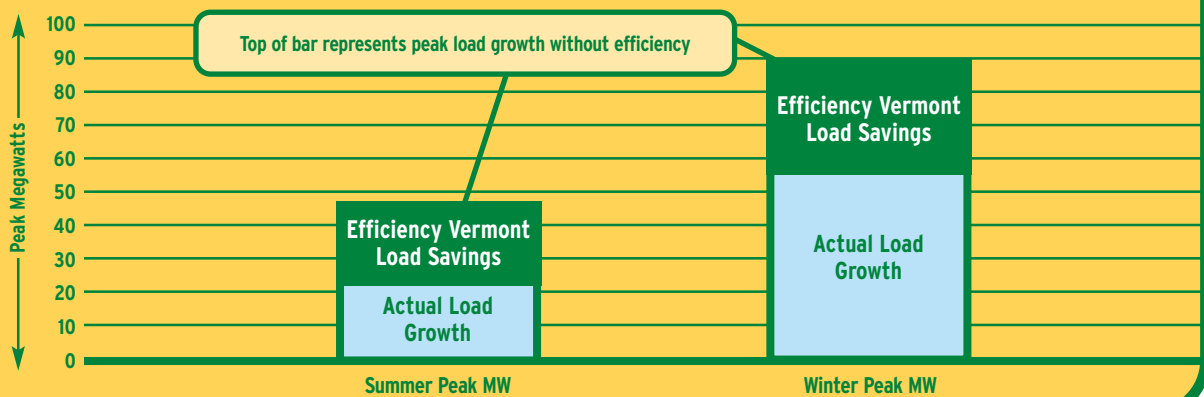 Peak Megawatts
100
90
80
70
60
50
40
30
20
10
0
Top of bar represents peak load growth without efficiency
Efficiency Vermont
Load Savings
Actual Load
Growth
Efficiency Vermont
Load Savings
Actual Load
Growth
Summer Peak MW
Winter Peak MW